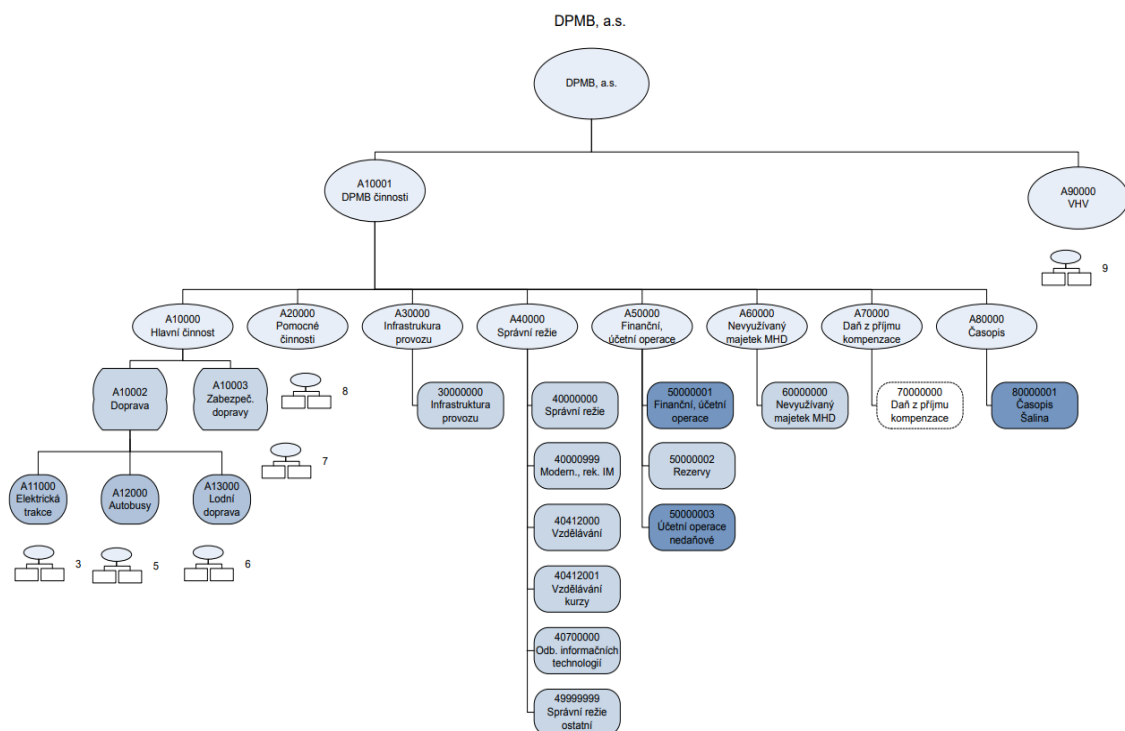 DPMB, a.s.
DPMB, a.s.
A10001
DPMB činnosti
A90000
VHV
9
A10000
Hlavní činnost
A20000
Pomocné
činnosti
A30000
Infrastrukura
provozu
A40000
Správní režie
A50000
Finanční,
účetní operace
A60000
Nevyužívaný
majetek MHD
A70000
Daň z příjmu
kompenzace
A80000
Časopis
A10002
Doprava
A10003
Zabezpeč.
dopravy
8
30000000
Infrastruktura
provozu
40000000
Správní režie
50000001
Finanční, účetní
operace
60000000
Nevyužívaný
majetek MHD
70000000
Daň z příjmu
kompenzace
80000001
Časopis
Šalina
7
40000999
Modern., rek. IM
50000002
Rezervy
A11000
Elektrická
trakce
A12000
Autobusy
A13000
Lodní
doprava
40412000
Vzdělávání
50000003
Účetní operace
nedaňové
3
5
6
40412001
Vzdělávání
kurzy
40700000
Odb. informačních
technologií
49999999
Správní režie
ostatní